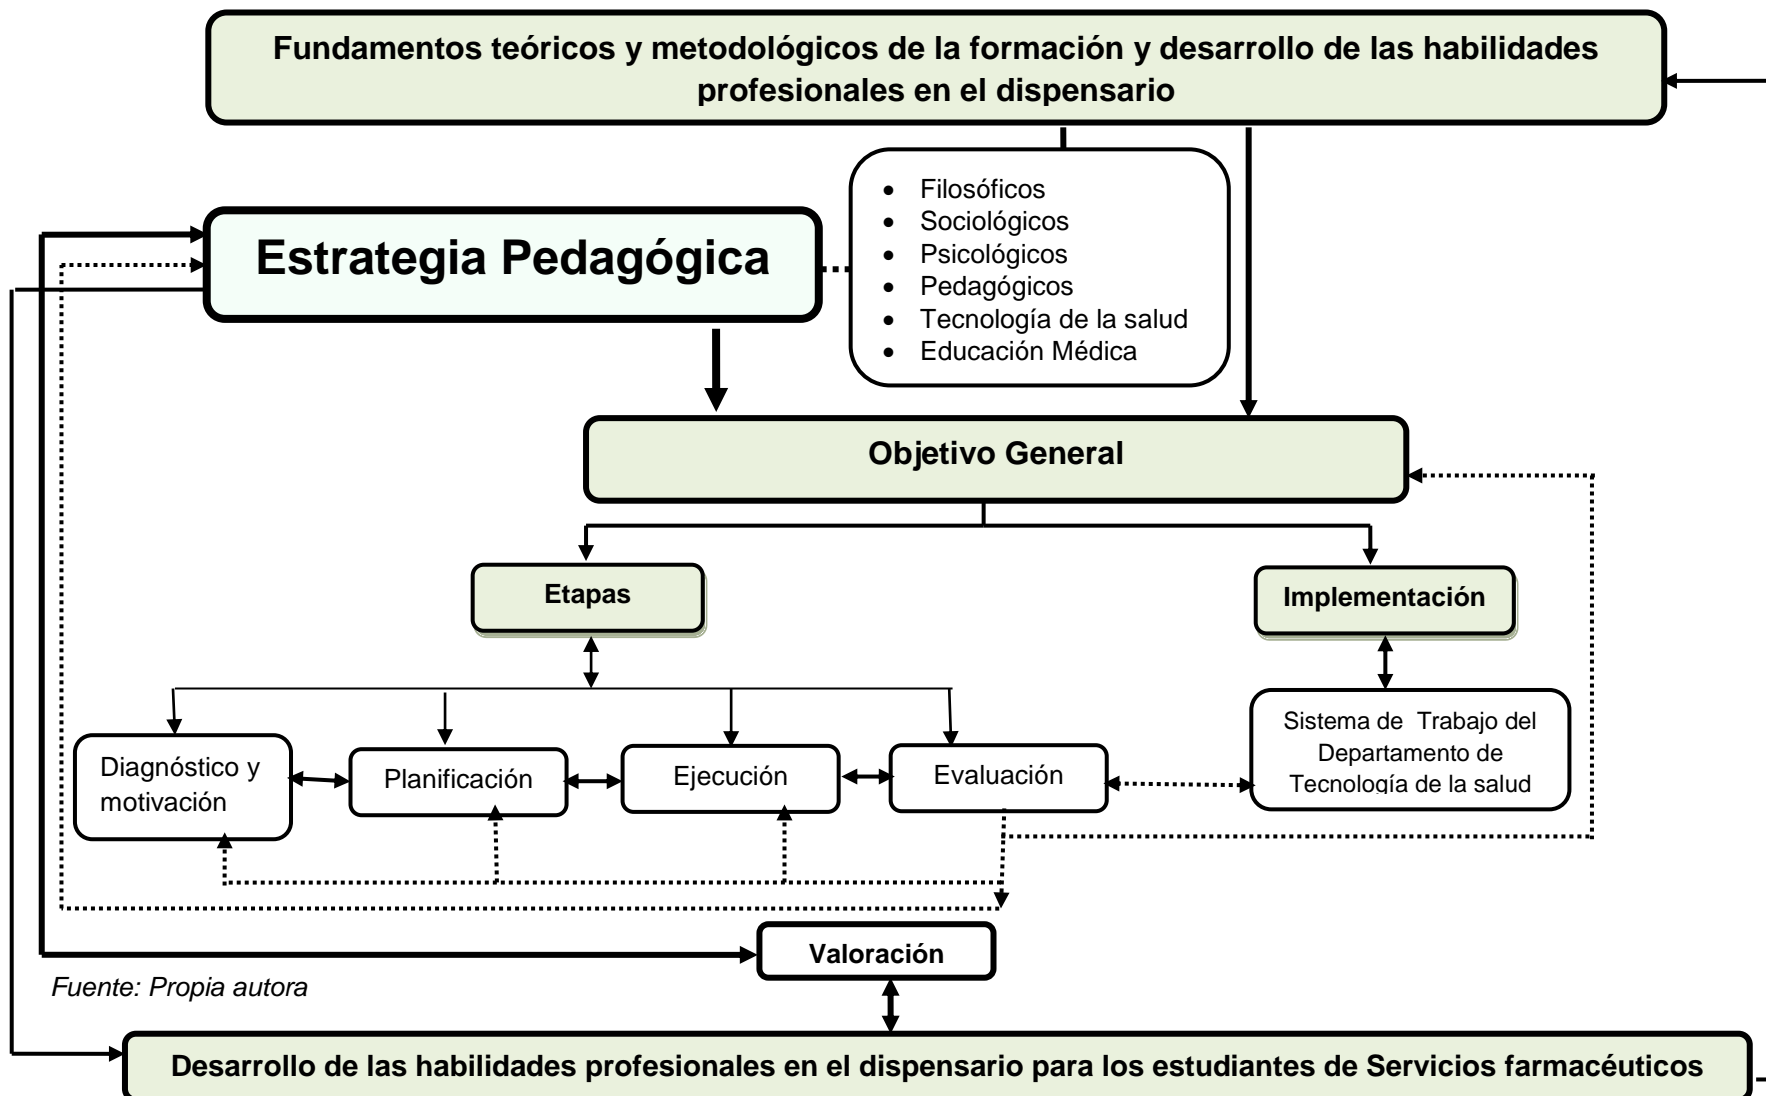 Fundamentos teóricos y metodológicos de la formación y desarrollo de las habilidades
profesionales en el dispensario
• Filosóficos
• Sociológicos
• Psicológicos
• Pedagógicos
• Tecnología de la salud
• Educación Médica
Estrategia Pedagógica
Objetivo General
Etapas
Implementación
Diagnóstico y
motivación
Planificación
Ejecución
Evaluación
Sistema de Trabajo del
Departamento de
Tecnología de la salud
Valoración
Fuente: Propia autora
Desarrollo de las habilidades profesionales en el dispensario para los estudiantes de Servicios farmacéuticos